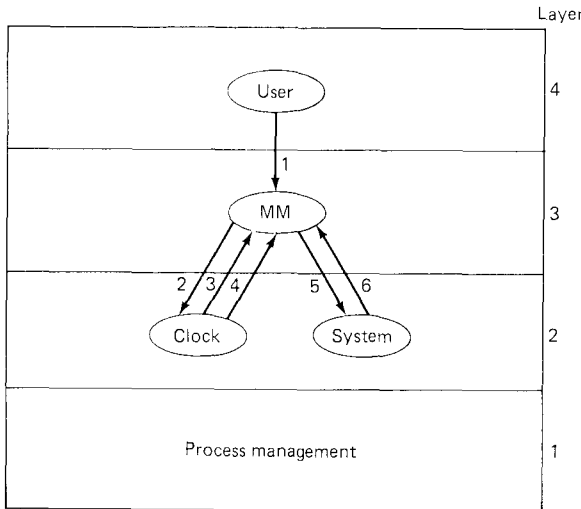 Layer
User
4
1
MM
3
2 3 4 5 6
Clock
System
2
Process management
1